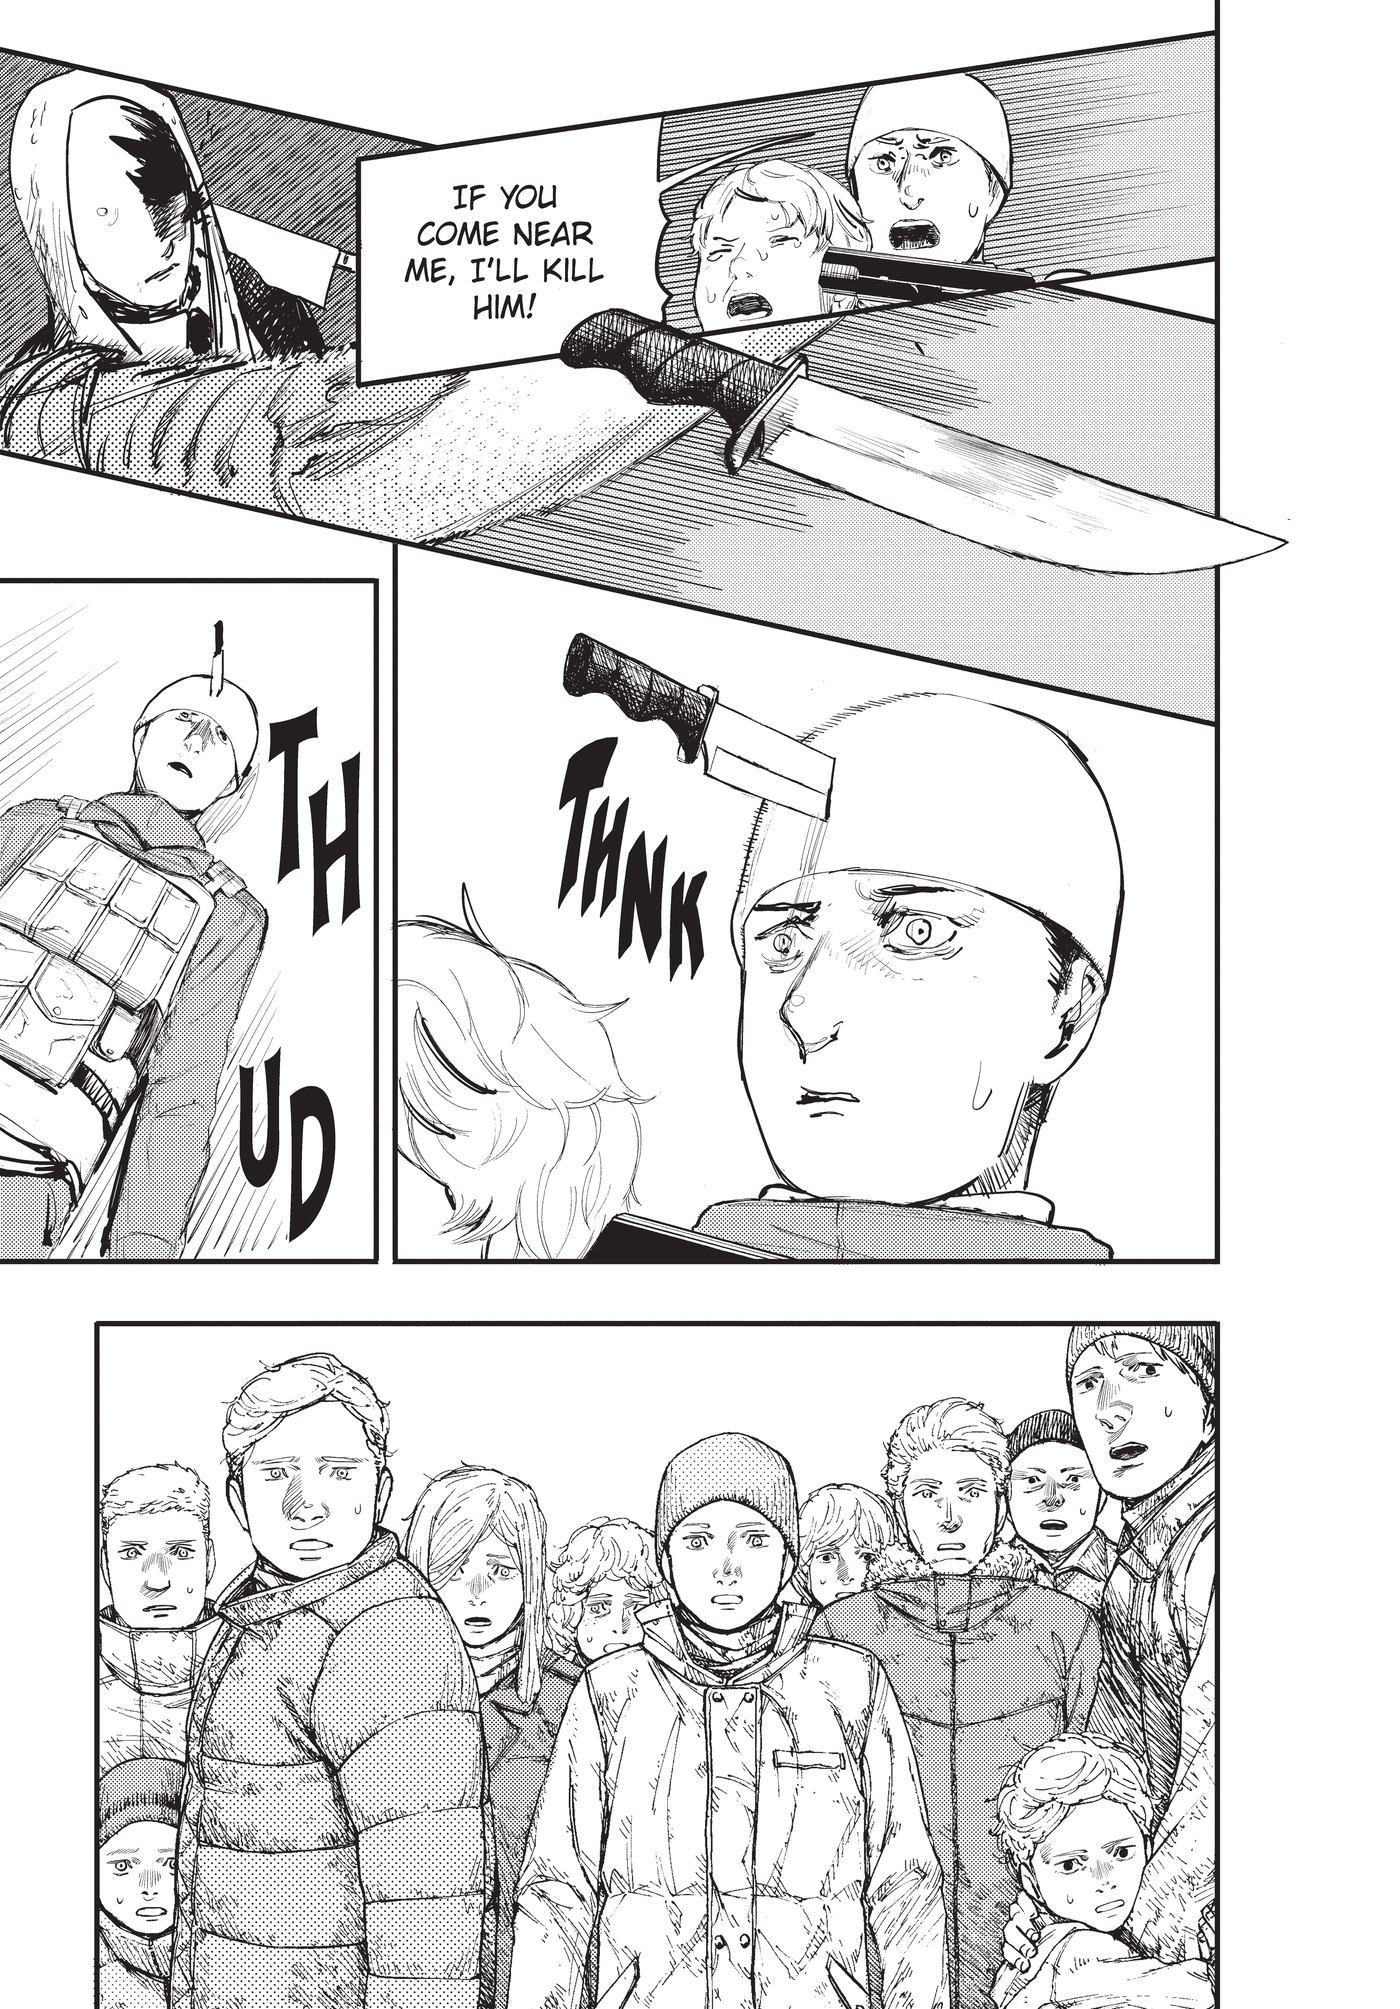 IF YOU
COME NEAR
ME, I'LL KILL
HIM!
THNK
TH
UD